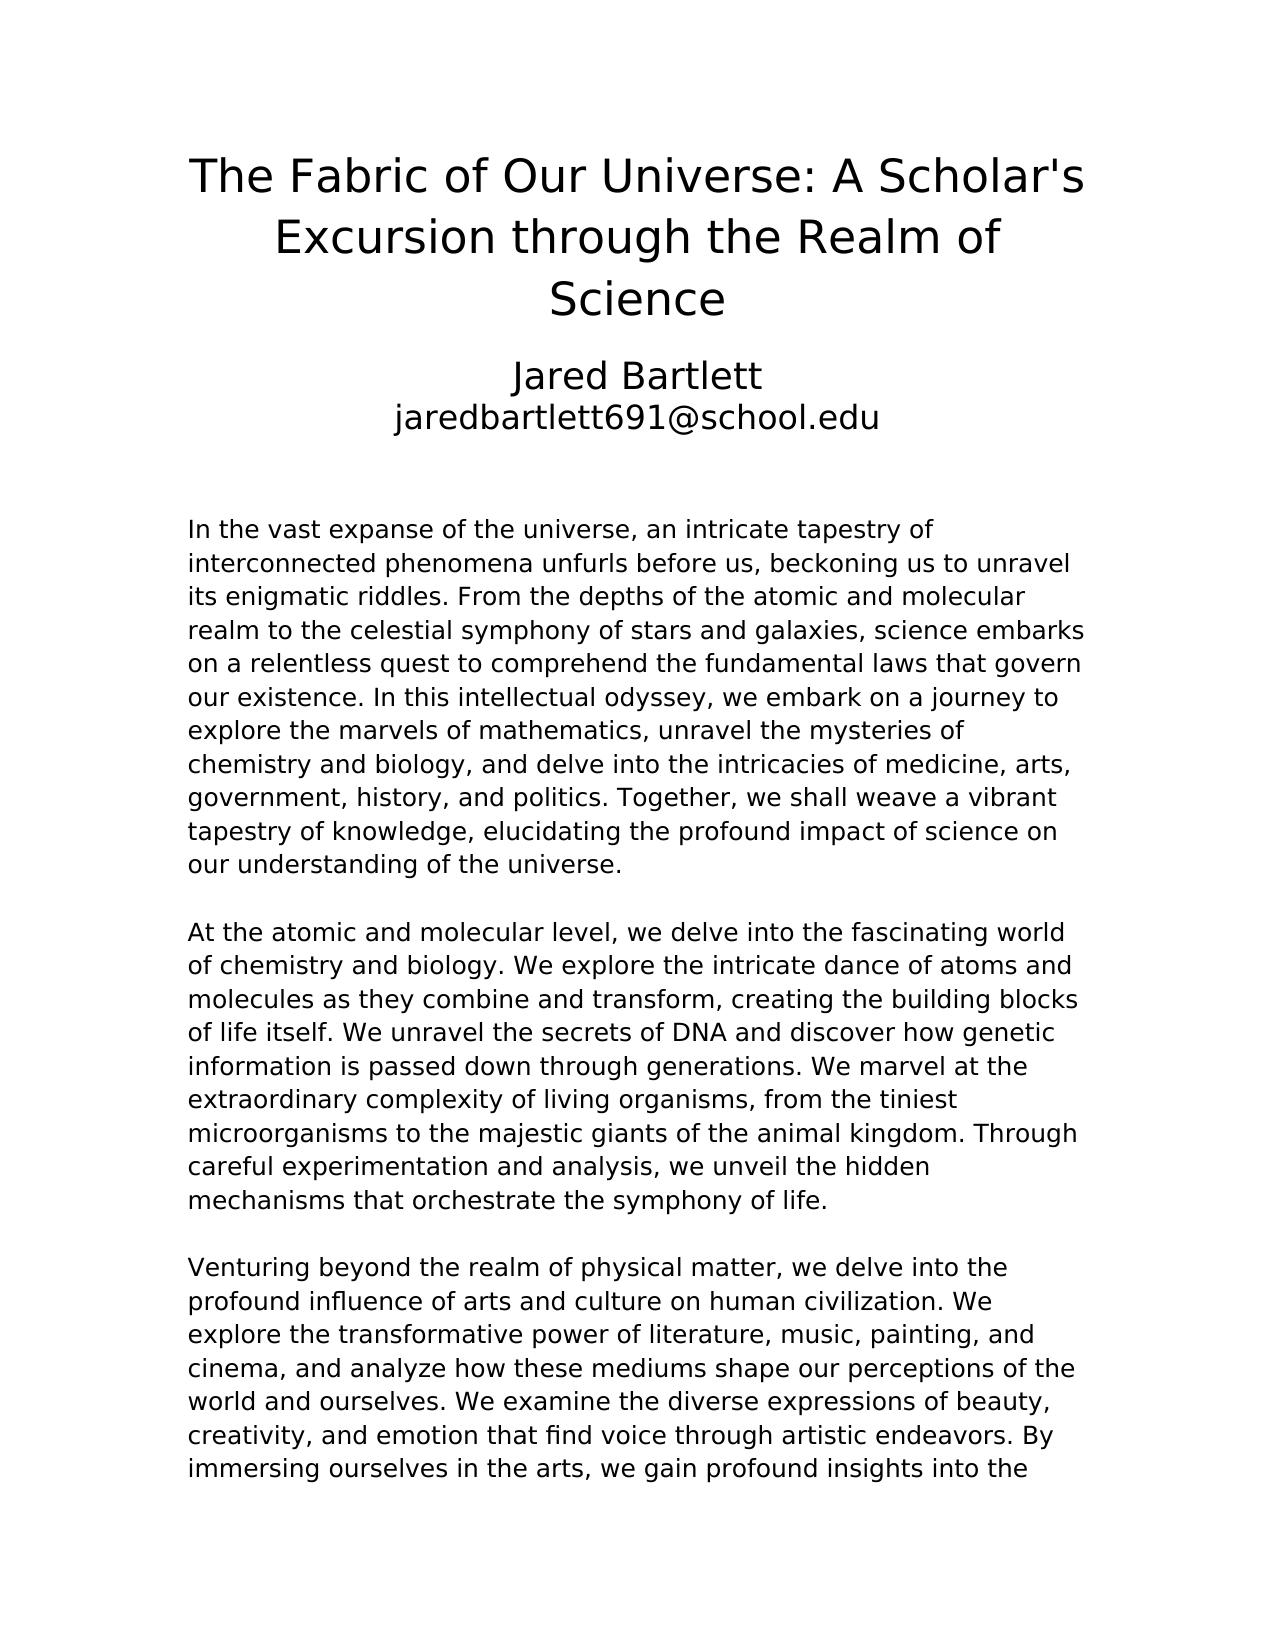 The Fabric of Our Universe: A Scholar's
Excursion through the Realm of
Science
Jared Bartlett
jaredbartlett691@school.edu
In the vast expanse of the universe, an intricate tapestry of
interconnected phenomena unfurls before us, beckoning us to unravel
its enigmatic riddles. From the depths of the atomic and molecular
realm to the celestial symphony of stars and galaxies, science embarks
on a relentless quest to comprehend the fundamental laws that govern
our existence. In this intellectual odyssey, we embark on a journey to
explore the marvels of mathematics, unravel the mysteries of
chemistry and biology, and delve into the intricacies of medicine, arts,
government, history, and politics. Together, we shall weave a vibrant
tapestry of knowledge, elucidating the profound impact of science on
our understanding of the universe.
At the atomic and molecular level, we delve into the fascinating world
of chemistry and biology. We explore the intricate dance of atoms and
molecules as they combine and transform, creating the building blocks
of life itself. We unravel the secrets of DNA and discover how genetic
information is passed down through generations. We marvel at the
extraordinary complexity of living organisms, from the tiniest
microorganisms to the majestic giants of the animal kingdom. Through
careful experimentation and analysis, we unveil the hidden
mechanisms that orchestrate the symphony of life.
Venturing beyond the realm of physical matter, we delve into the
profound influence of arts and culture on human civilization. We
explore the transformative power of literature, music, painting, and
cinema, and analyze how these mediums shape our perceptions of the
world and ourselves. We examine the diverse expressions of beauty,
creativity, and emotion that find voice through artistic endeavors. By
immersing ourselves in the arts, we gain profound insights into the